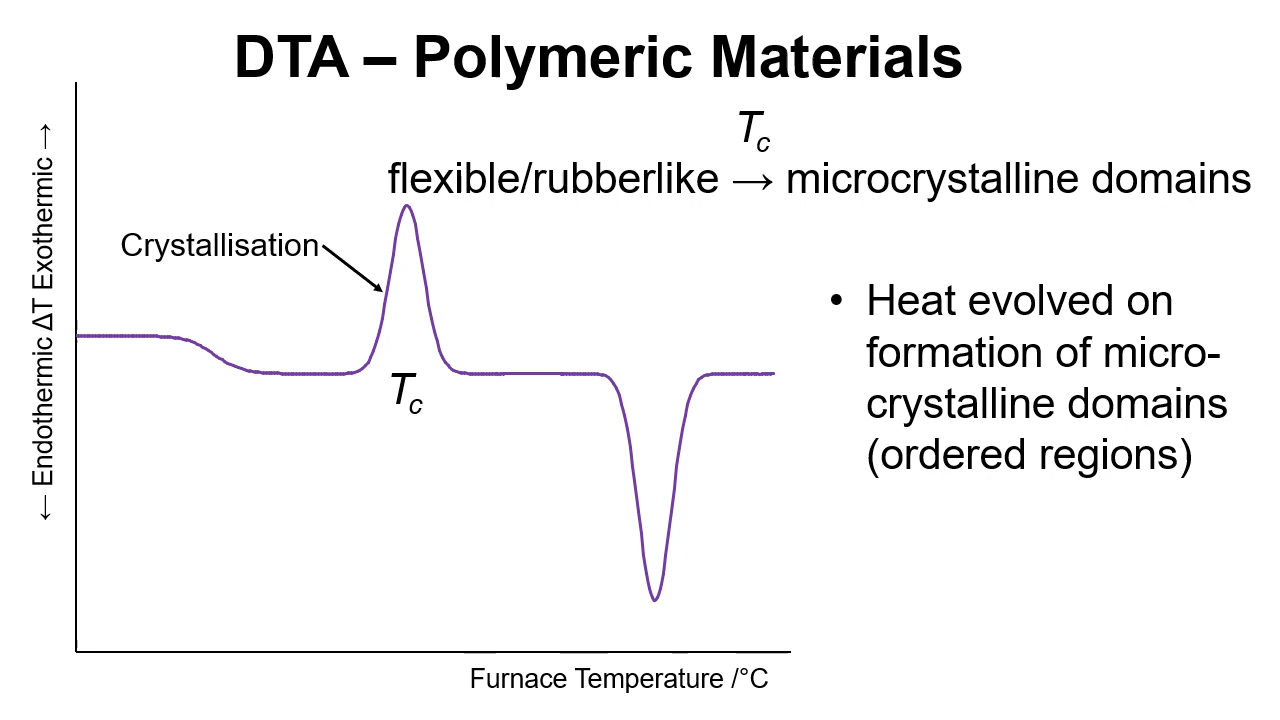 DTA – Polymeric Materials
T_c
flexible/rubberlike → microcrystalline domains
Crystallisation
← Endothermic ΔT Exothermic →
T_c
• Heat evolved on
formation of micro-
crystalline domains
(ordered regions)
Furnace Temperature /°C